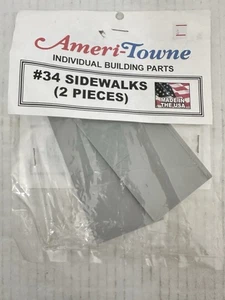 Ameri-Towne
INDIVIDUAL BUILDING PARTS
#34 SIDEWALKS
(2 PIECES)
MADE IN
THE USA